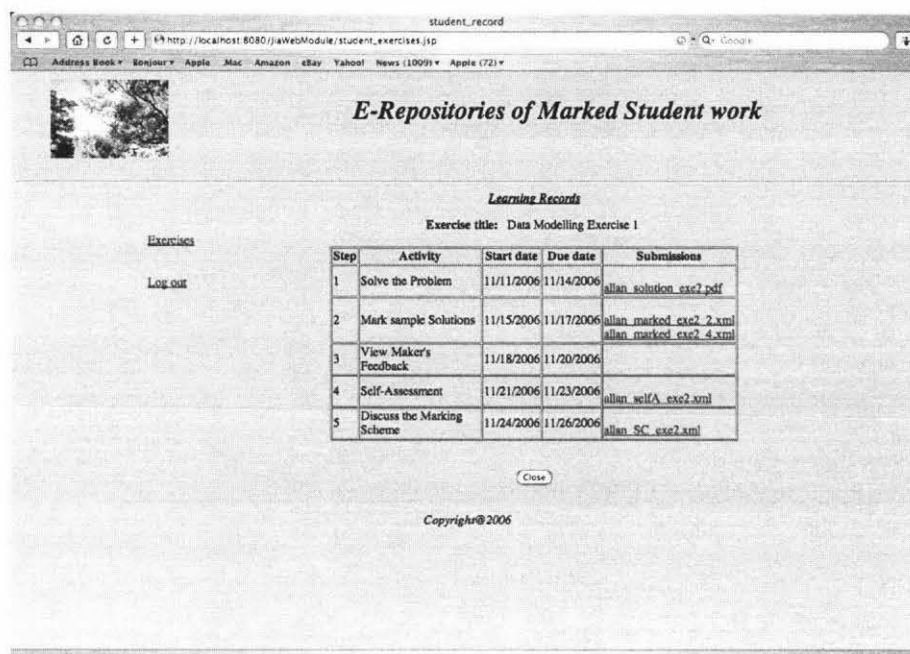 student_record
http://localhost:8080/JiaWebModule/student_exercises.jsp
Q- Google
Address Book ▾ Bonjour ▾ Apple .Mac Amazon eBay Yahoo! News (1009) ▾ Apple (72) ▾
E-Repositories of Marked Student work
Learning Records
Exercise title: Data Modelling Exercise 1
Exercises
Log out
Step Activity Start date Due date Submissions
1 Solve the Problem 11/11/2006 11/14/2006 allan_solution_exe2.pdf
2 Mark sample Solutions 11/15/2006 11/17/2006 allan_marked_exe2_2.xml
allan_marked_exe2_4.xml
3 View Maker's
Feedback 11/18/2006 11/20/2006
4 Self-Assessment 11/21/2006 11/23/2006 allan_selfA_exe2.xml
5 Discuss the Marking
Scheme 11/24/2006 11/26/2006 allan_SC_exe2.xml
Close
Copyright@2006